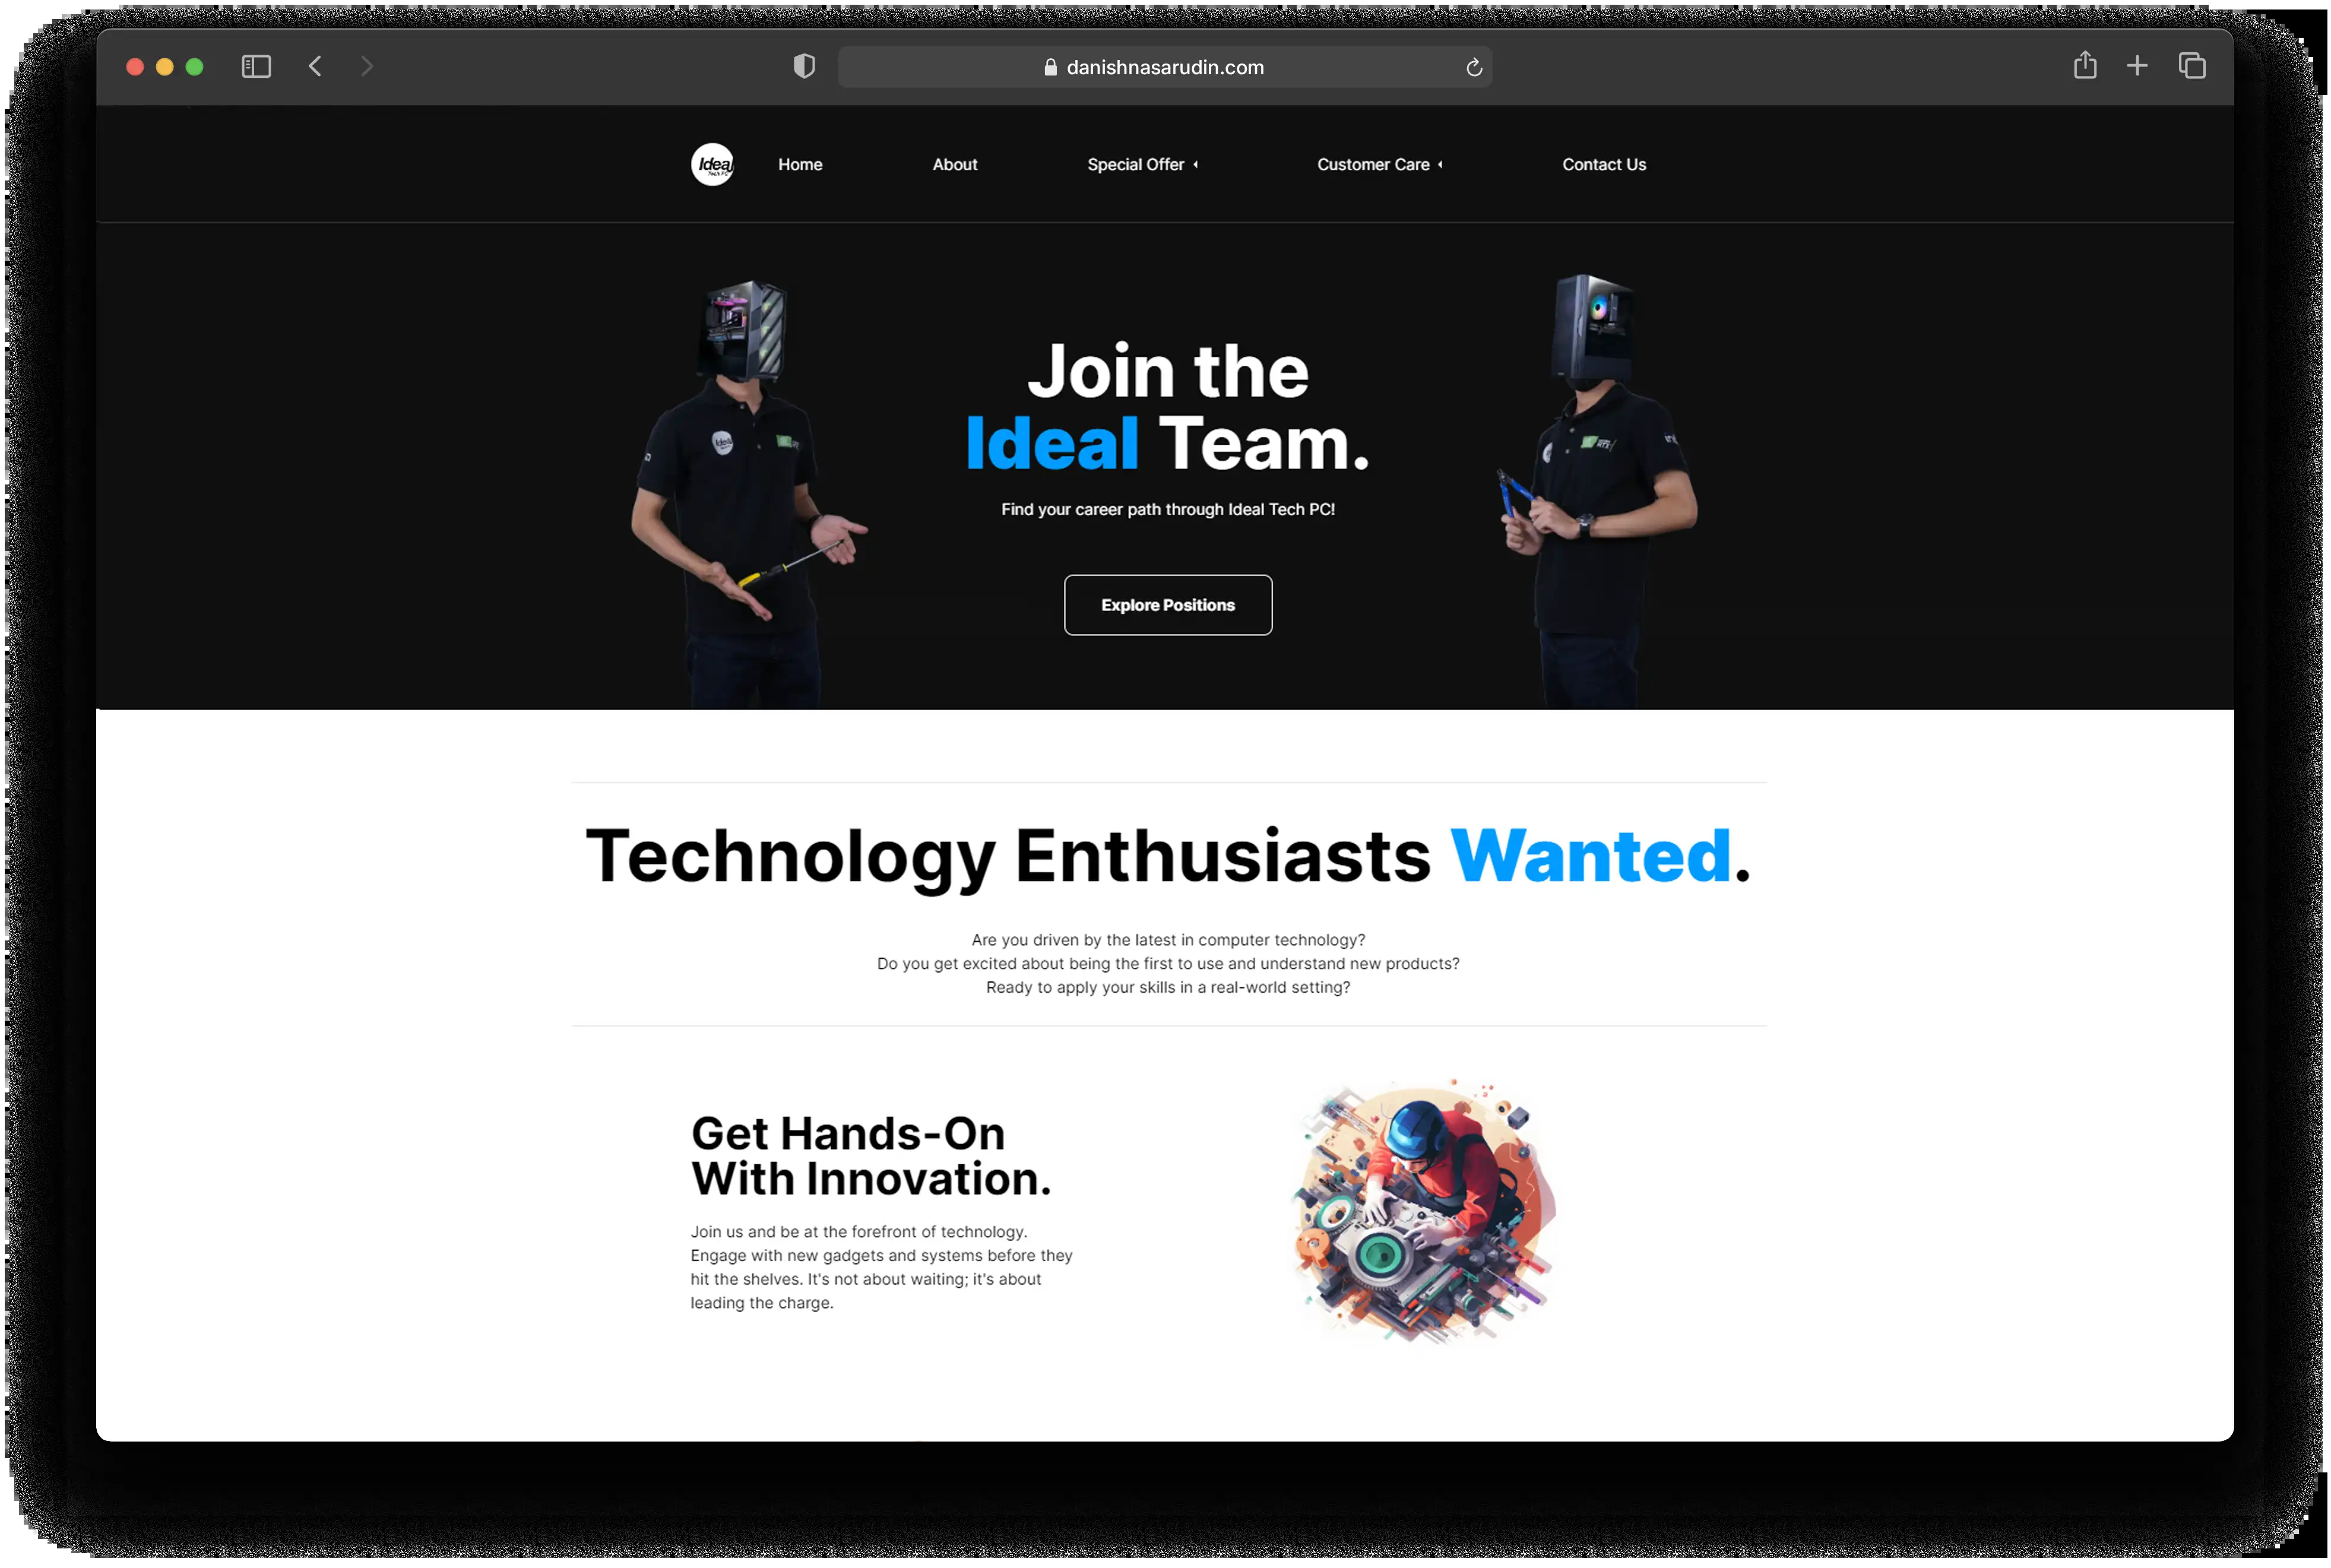 danishnasarudin.com
Ideal
Tech PC
Home
About
Special Offer
Customer Care
Contact Us
Join the
Ideal Team.
Find your career path through Ideal Tech PC!
Explore Positions
Technology Enthusiasts Wanted.
Are you driven by the latest in computer technology?
Do you get excited about being the first to use and understand new products?
Ready to apply your skills in a real-world setting?
Get Hands-On
With Innovation.
Join us and be at the forefront of technology.
Engage with new gadgets and systems before they
hit the shelves. It's not about waiting; it's about
leading the charge.